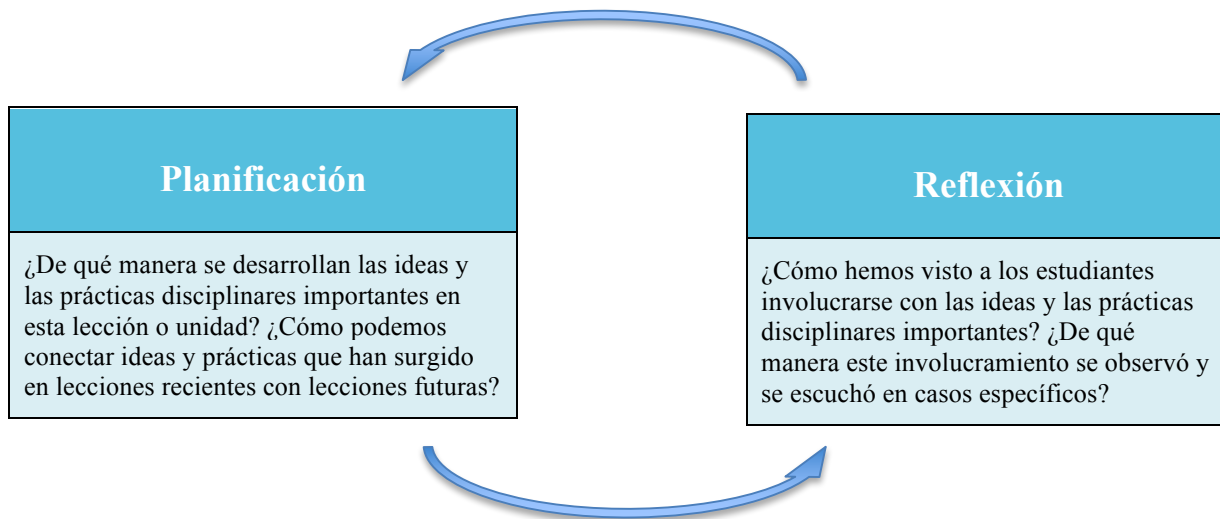 Planificación
¿De qué manera se desarrollan las ideas y
las prácticas disciplinares importantes en
esta lección o unidad? ¿Cómo podemos
conectar ideas y prácticas que han surgido
en lecciones recientes con lecciones futuras?
Reflexión
¿Cómo hemos visto a los estudiantes
involucrarse con las ideas y las prácticas
disciplinares importantes? ¿De qué
manera este involucramiento se observó y
se escuchó en casos específicos?